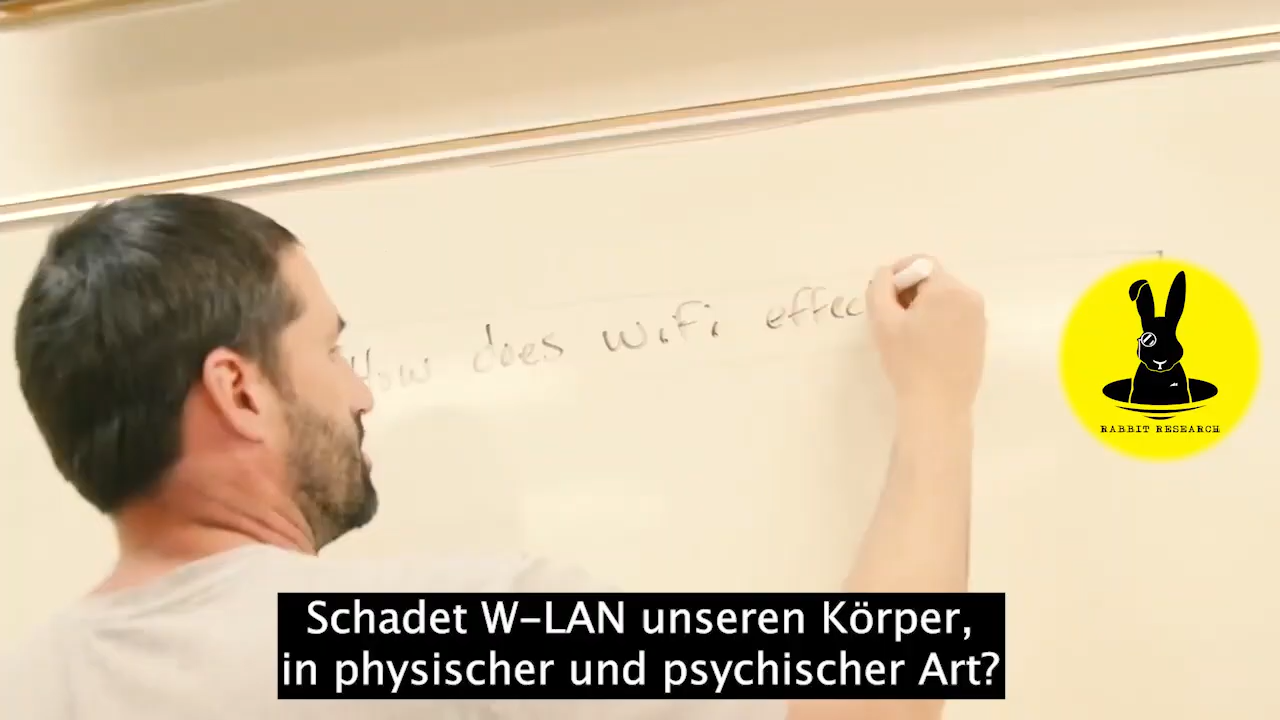 How does WiFi effec
RABBIT RESEARCH
Schadet W-LAN unseren Körper,
in physischer und psychischer Art?